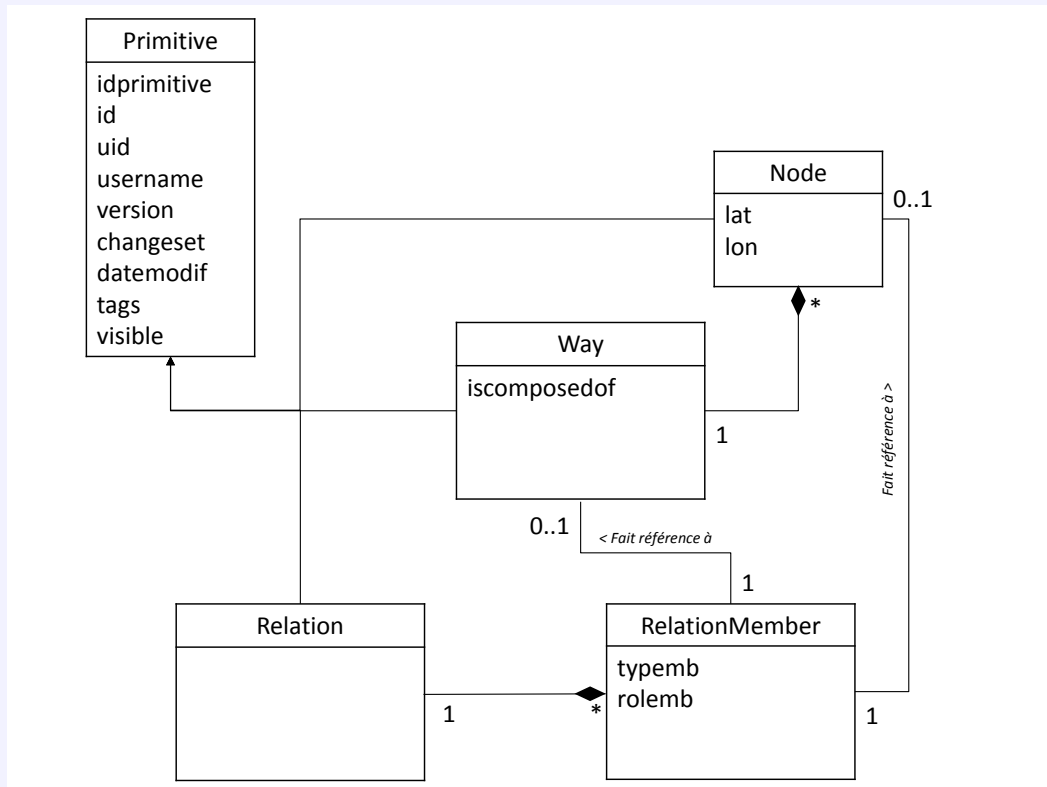 Primitive
idprimitive
id
uid
username
version
changeset
datemodif
tags
visible
Node
lat
lon
0..1
*
Way
iscomposedof
1
Fait référence à >
0..1
< Fait référence à
1
Relation
1
*
RelationMember
typemb
rolemb
1